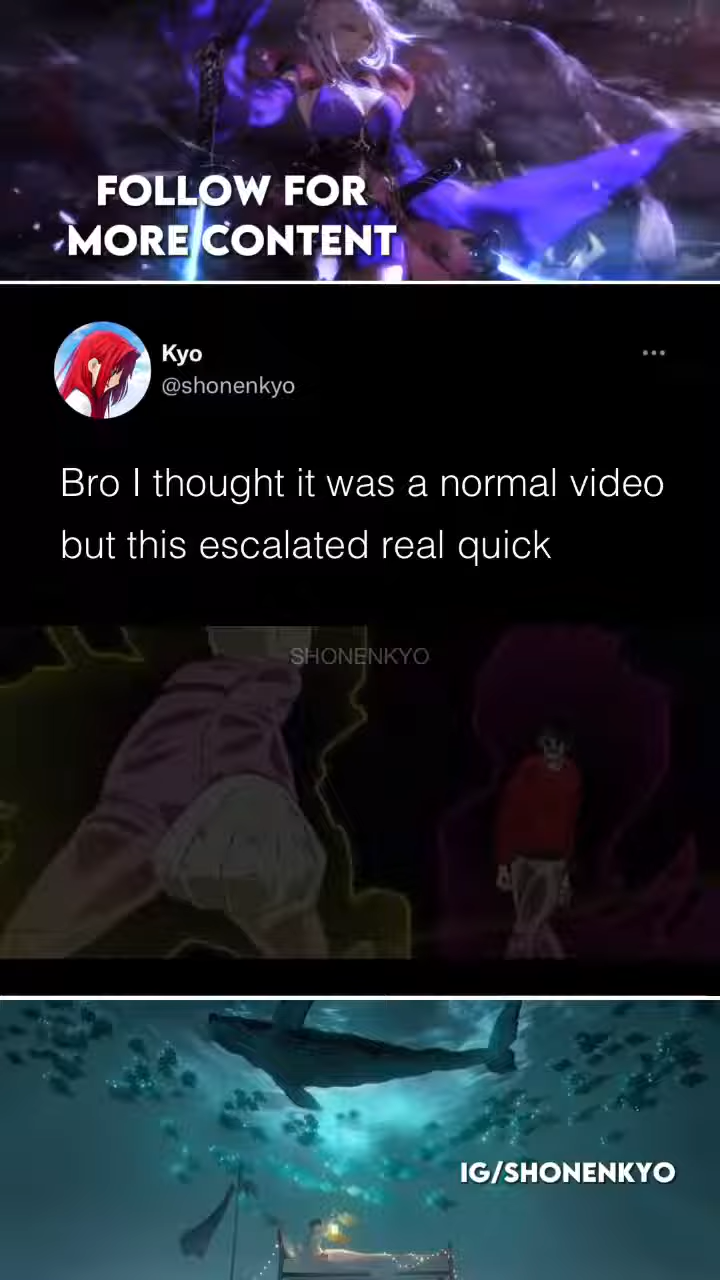 FOLLOW FOR
MORE CONTENT
Kyo
@shonenkyo
Bro I thought it was a normal video
but this escalated real quick
SHONENKYO
IG/SHONENKYO